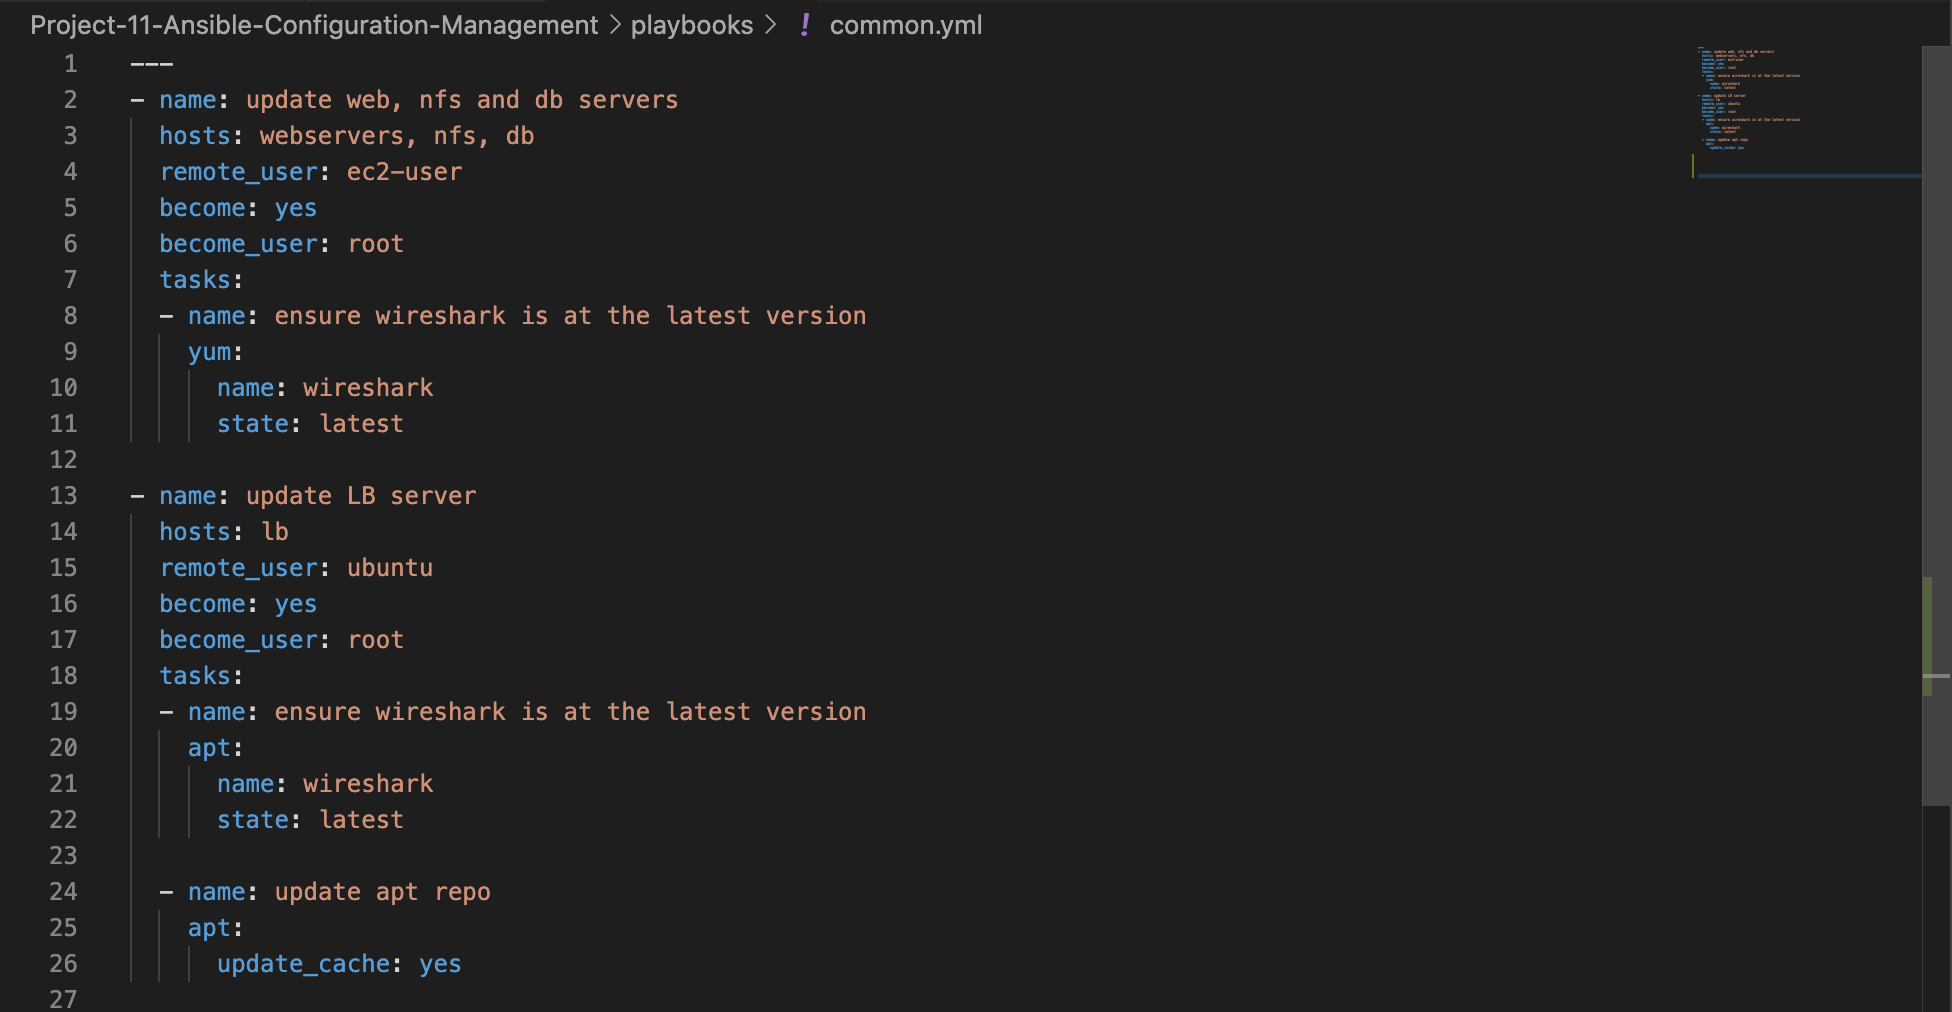 Project-11-Ansible-Configuration-Management > playbooks > ! common.yml
1 ---
2 - name: update web, nfs and db servers
3   hosts: webservers, nfs, db
4   remote_user: ec2-user
5   become: yes
6   become_user: root
7   tasks:
8   - name: ensure wireshark is at the latest version
9     yum:
10       name: wireshark
11       state: latest
12
13 - name: update LB server
14   hosts: lb
15   remote_user: ubuntu
16   become: yes
17   become_user: root
18   tasks:
19   - name: ensure wireshark is at the latest version
20     apt:
21       name: wireshark
22       state: latest
23
24   - name: update apt repo
25     apt:
26       update_cache: yes
27